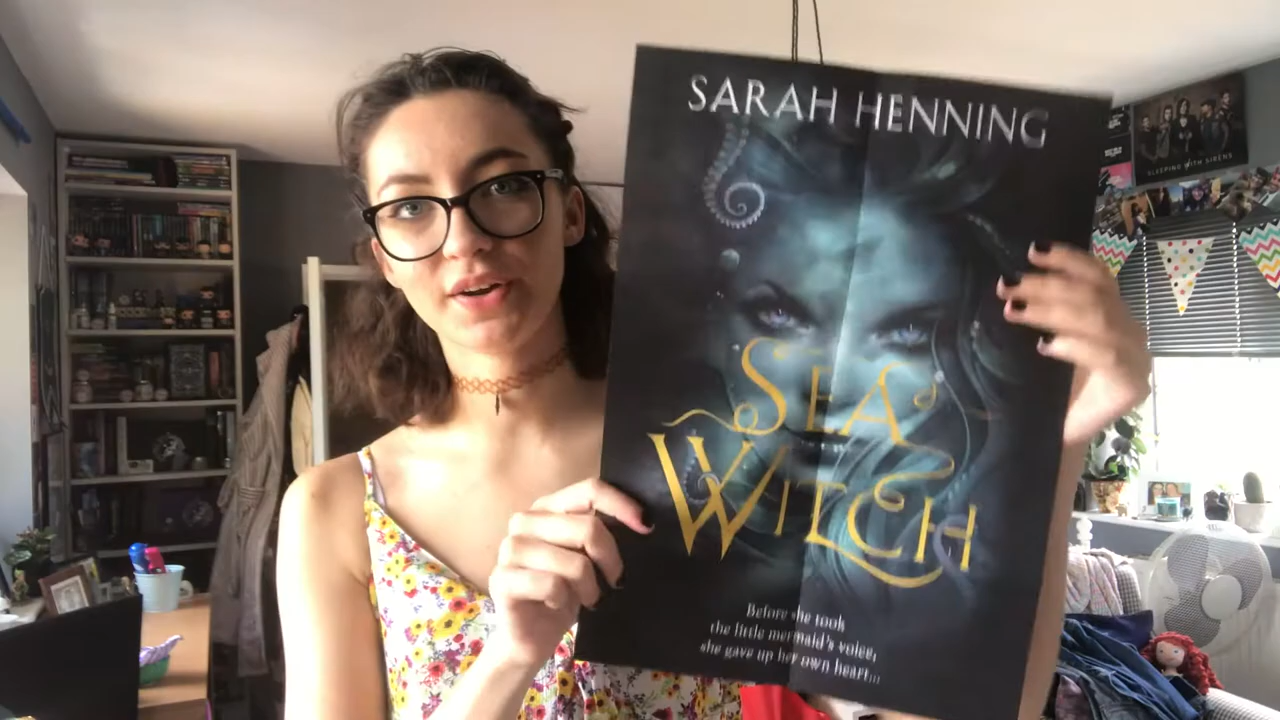 SARAH HENNING
SEA
WITCH
Before she took
the little mermaid's voice,
she gave up her own heart...
SLEEPING WITH SIRENS